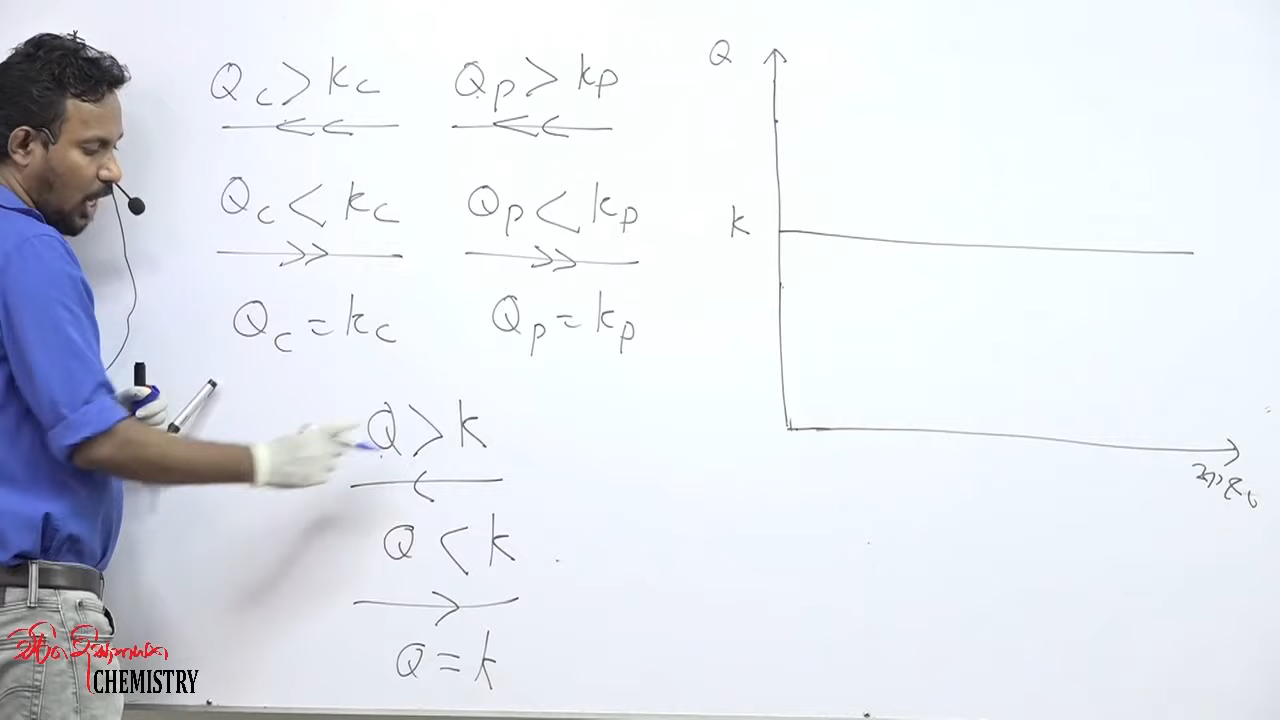 Qc > kc
Qp > kp
Qc < kc
Qp < kp
Qc = kc
Qp = kp
Q > k
Q < k
Q = k
Q
k
CHEMISTRY